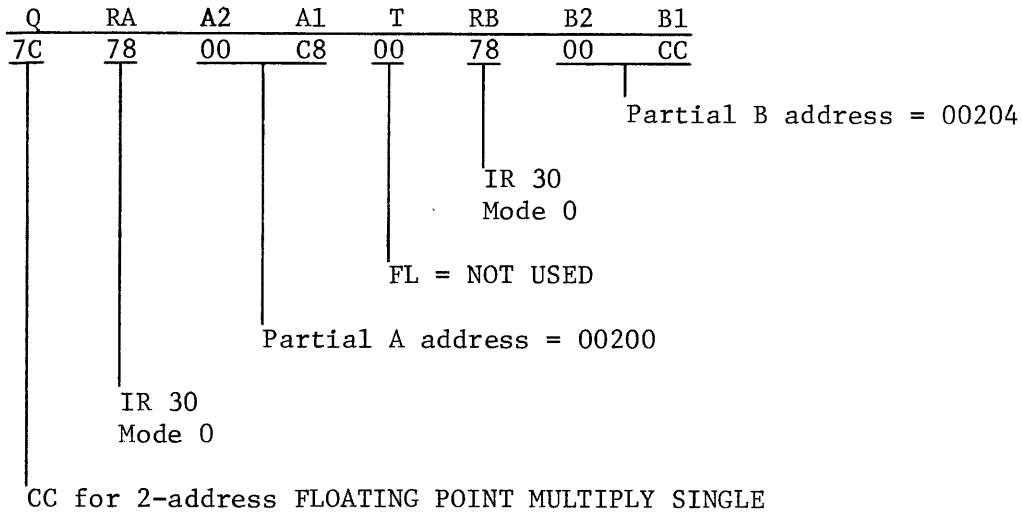 Q RA A2 A1 T RB B2 B1
7C 78 00 C8 00 78 00 CC
Partial B address = 00204
IR 30
Mode 0
FL = NOT USED
Partial A address = 00200
IR 30
Mode 0
CC for 2-address FLOATING POINT MULTIPLY SINGLE